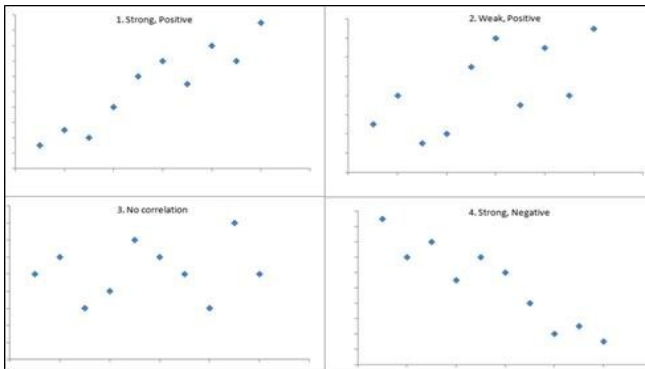 1. Strong, Positive
2. Weak, Positive
3. No correlation
4. Strong, Negative